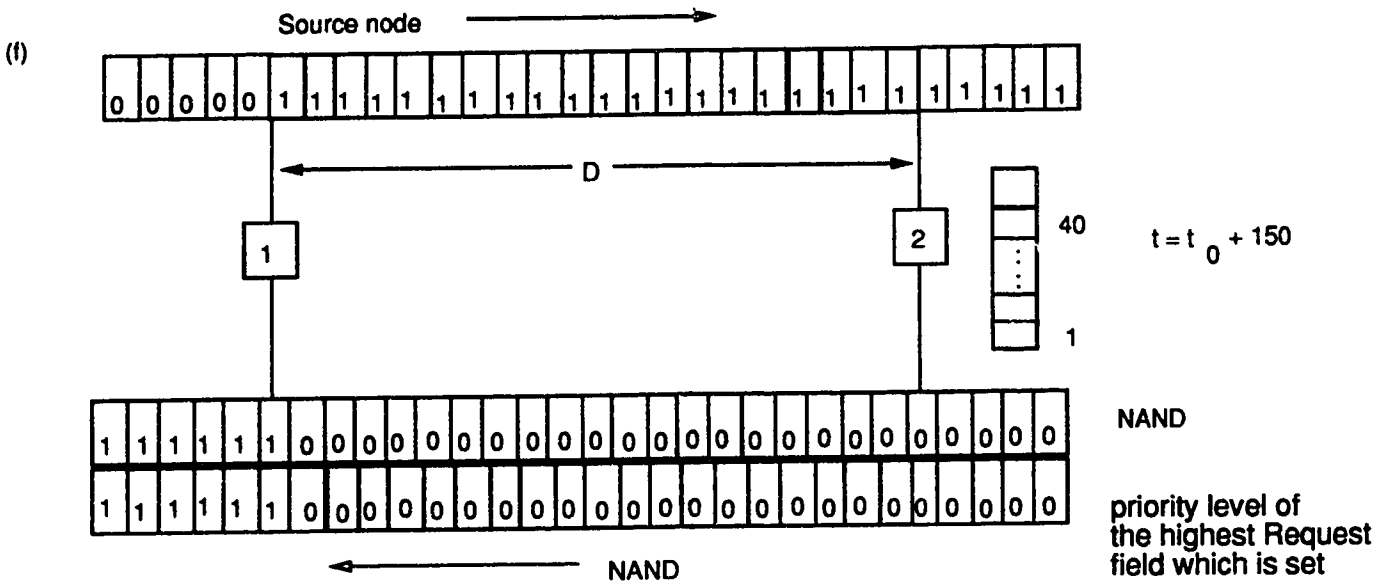 Source node
(f)
0 0 0 0 0 1 1 1 1 1 1 1 1 1 1 1 1 1 1 1 1 1 1 1 1 1 1 1 1 1
D
1
2
40
1
t = t 0 + 150
1 1 1 1 1 1 0 0 0 0 0 0 0 0 0 0 0 0 0 0 0 0 0 0 0 0 0 0 0 0
NAND
1 1 1 1 1 1 0 0 0 0 0 0 0 0 0 0 0 0 0 0 0 0 0 0 0 0 0 0 0 0
priority level of
the highest Request
field which is set
NAND